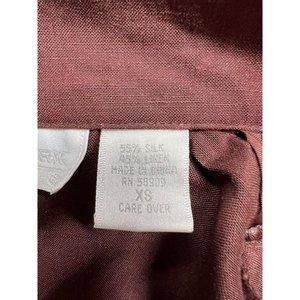 55% SILK
45% LINEN
MADE IN CHINA
RN 58909
XS
CARE OVER